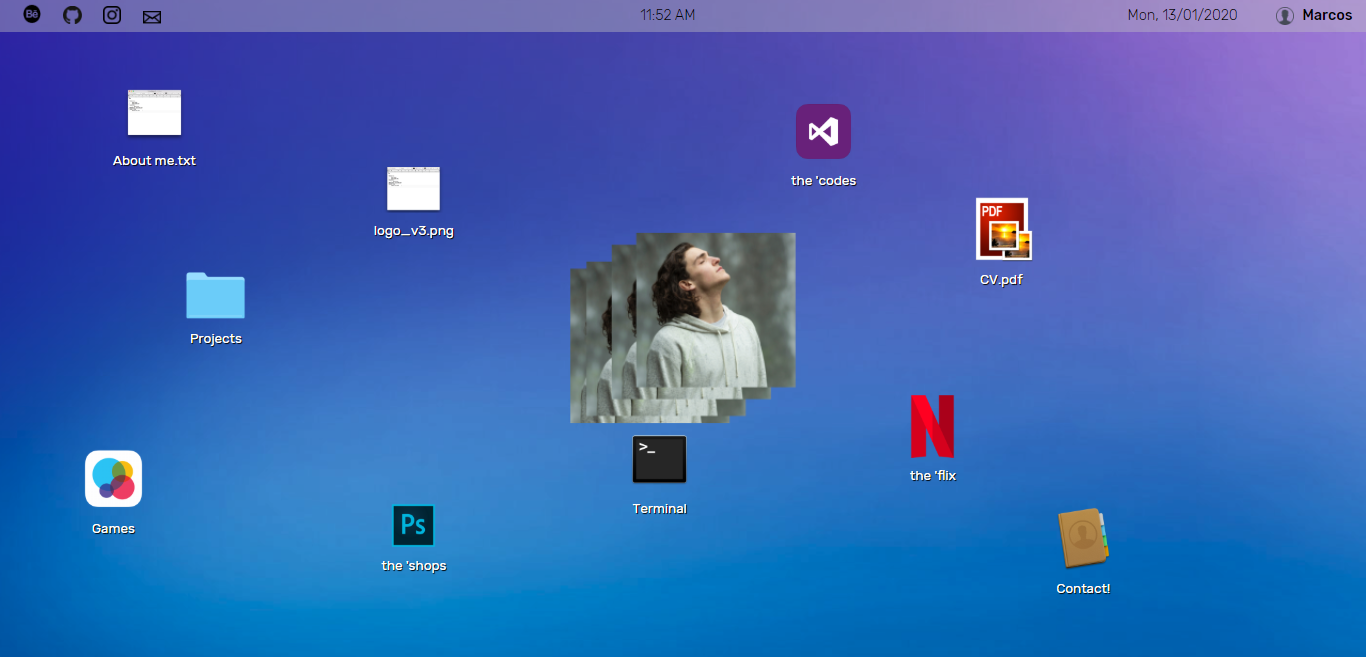 Bē
11:52 AM
Mon, 13/01/2020
Marcos
About me.txt
the 'codes
logo_v3.png
PDF
CV.pdf
Projects
>_
Terminal
the 'flix
Games
Ps
the 'shops
Contact!